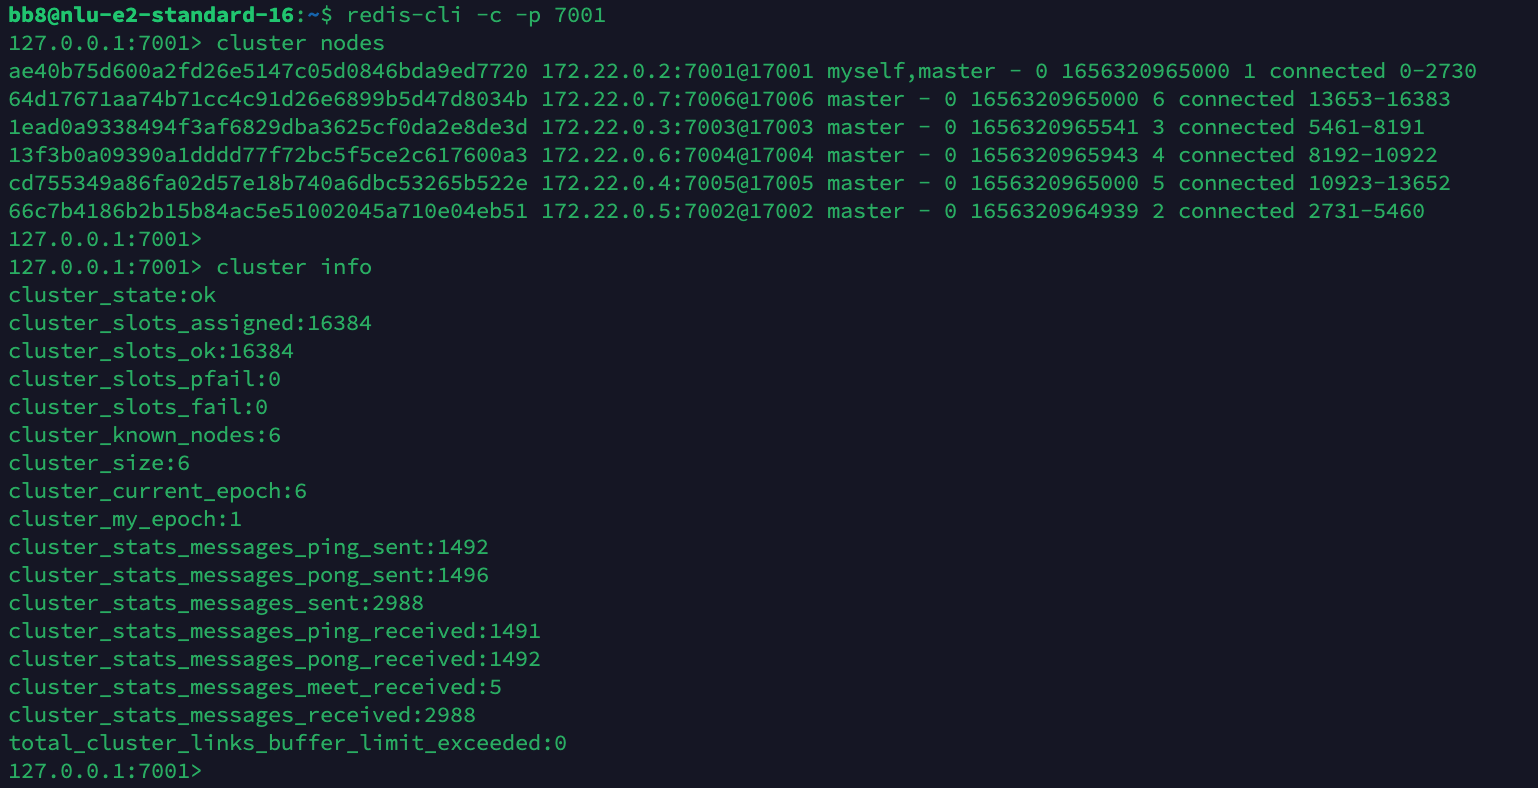 bb8@nlu-e2-standard-16:~$ redis-cli -c -p 7001
127.0.0.1:7001> cluster nodes
ae40b75d600a2fd26e5147c05d0846bda9ed7720 172.22.0.2:7001@17001 myself,master - 0 1656320965000 1 connected 0-2730
64d17671aa74b71cc4c91d26e6899b5d47d8034b 172.22.0.7:7006@17006 master - 0 1656320965000 6 connected 13653-16383
1ead0a9338494f3af6829dba3625cf0da2e8de3d 172.22.0.3:7003@17003 master - 0 1656320965541 3 connected 5461-8191
13f3b0a09390a1dddd77f72bc5f5ce2c617600a3 172.22.0.6:7004@17004 master - 0 1656320965943 4 connected 8192-10922
cd755349a86fa02d57e18b740a6dbc53265b522e 172.22.0.4:7005@17005 master - 0 1656320965000 5 connected 10923-13652
66c7b4186b2b15b84ac5e51002045a710e04eb51 172.22.0.5:7002@17002 master - 0 1656320964939 2 connected 2731-5460
127.0.0.1:7001>
127.0.0.1:7001> cluster info
cluster_state:ok
cluster_slots_assigned:16384
cluster_slots_ok:16384
cluster_slots_pfail:0
cluster_slots_fail:0
cluster_known_nodes:6
cluster_size:6
cluster_current_epoch:6
cluster_my_epoch:1
cluster_stats_messages_ping_sent:1492
cluster_stats_messages_pong_sent:1496
cluster_stats_messages_sent:2988
cluster_stats_messages_ping_received:1491
cluster_stats_messages_pong_received:1492
cluster_stats_messages_meet_received:5
cluster_stats_messages_received:2988
total_cluster_links_buffer_limit_exceeded:0
127.0.0.1:7001>